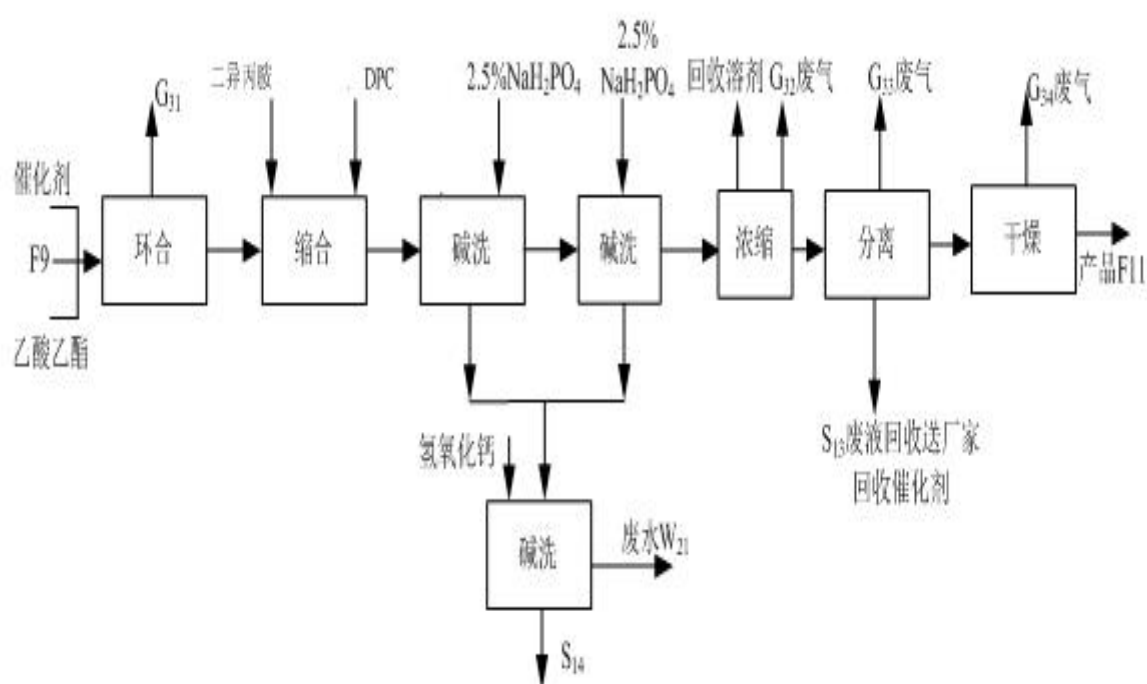 2.5%
NaH₂PO₄
G₃₁
二异丙胺
DPC
2.5%NaH₂PO₄
回收溶剂
G₃₂废气
G₃₃废气
G₃₄废气
催化剂
F9
乙酸乙酯
环合
缩合
碱洗
碱洗
浓缩
分离
干燥
产品F11
氢氧化钙
碱洗
废水W₂₁
S₁₄
S₁₃废液回收送厂家
回收催化剂